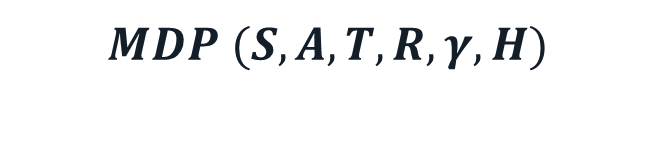 MDP (S, A, T, R, γ, H)